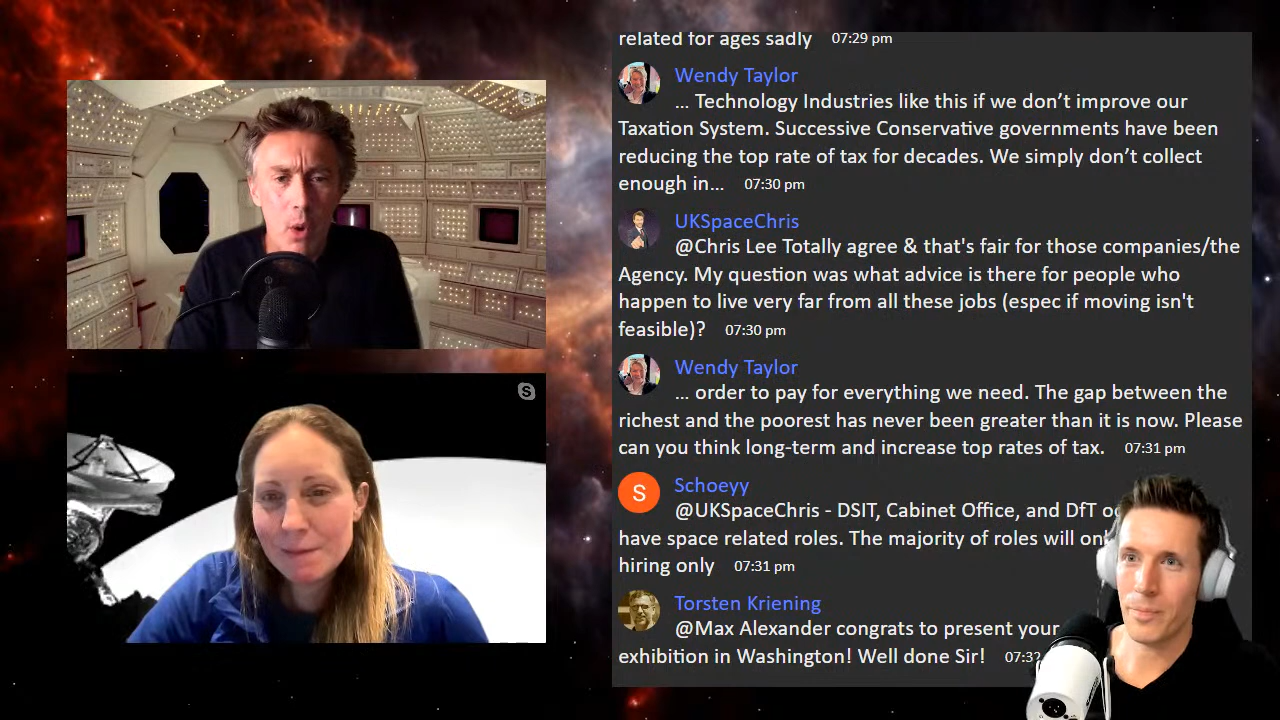 related for ages sadly 07:29 pm
Wendy Taylor
... Technology Industries like this if we don’t improve our
Taxation System. Successive Conservative governments have been
reducing the top rate of tax for decades. We simply don’t collect
enough in... 07:30 pm
UKSpaceChris
@Chris Lee Totally agree & that's fair for those companies/the
Agency. My question was what advice is there for people who
happen to live very far from all these jobs (espec if moving isn't
feasible)? 07:30 pm
Wendy Taylor
... order to pay for everything we need. The gap between the
richest and the poorest has never been greater than it is now. Please
can you think long-term and increase top rates of tax. 07:31 pm
S
Schoeyy
@UKSpaceChris - DSIT, Cabinet Office, and DfT
have space related roles. The majority of roles will
hiring only 07:31 pm
Torsten Kriening
@Max Alexander congrats to present your
exhibition in Washington! Well done Sir!